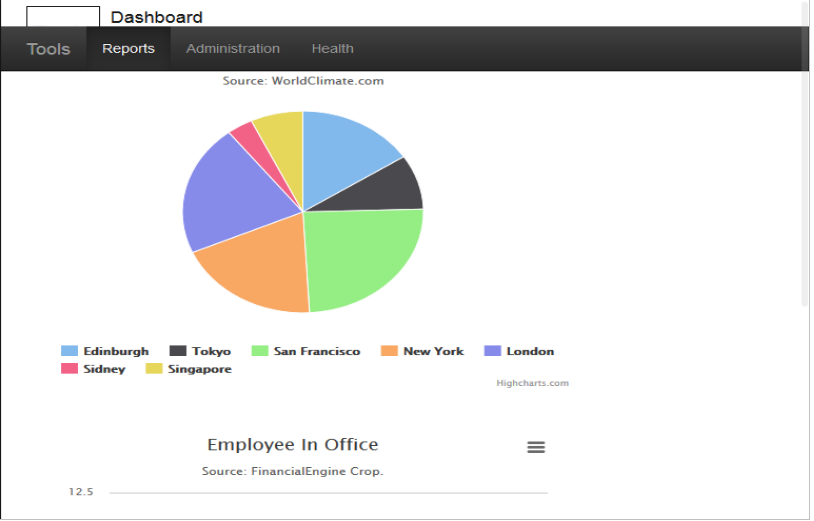 Dashboard
Tools Reports Administration Health
Source: WorldClimate.com
Edinburgh Tokyo San Francisco New York London
Sidney Singapore
Highcharts.com
Employee In Office
Source: FinancialEngine Crop.
12.5